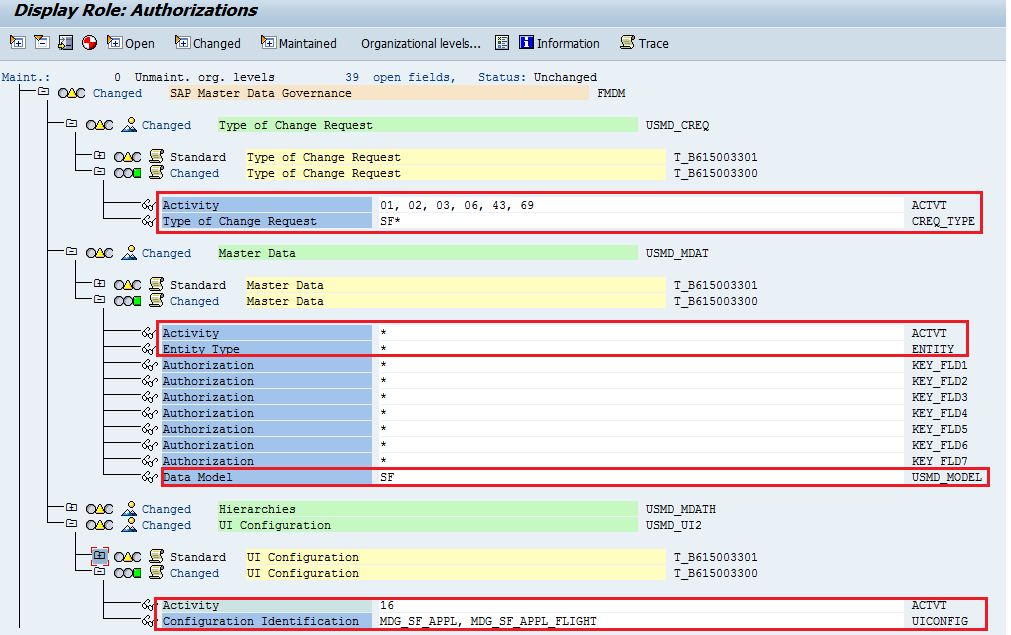 Display Role: Authorizations
Open Changed Maintained Organizational levels... Information Trace
Maint.: 0 Unmaint. org. levels 39 open fields, Status: Unchanged
Changed SAP Master Data Governance FMDM
Changed Type of Change Request USMD_CREQ
Standard Type of Change Request T_B615003301
Changed Type of Change Request T_B615003300
Activity 01, 02, 03, 06, 43, 69 ACTVT
Type of Change Request SF* CREQ_TYPE
Changed Master Data USMD_MDAT
Standard Master Data T_B615003301
Changed Master Data T_B615003300
Activity * ACTVT
Entity Type * ENTITY
Authorization * KEY_FLD1
Authorization * KEY_FLD2
Authorization * KEY_FLD3
Authorization * KEY_FLD4
Authorization * KEY_FLD5
Authorization * KEY_FLD6
Authorization * KEY_FLD7
Data Model SF USMD_MODEL
Changed Hierarchies USMD_MDATH
Changed UI Configuration USMD_UI2
Standard UI Configuration T_B615003301
Changed UI Configuration T_B615003300
Activity 16 ACTVT
Configuration Identification MDG_SF_APPL, MDG_SF_APPL_FLIGHT UICONFIG